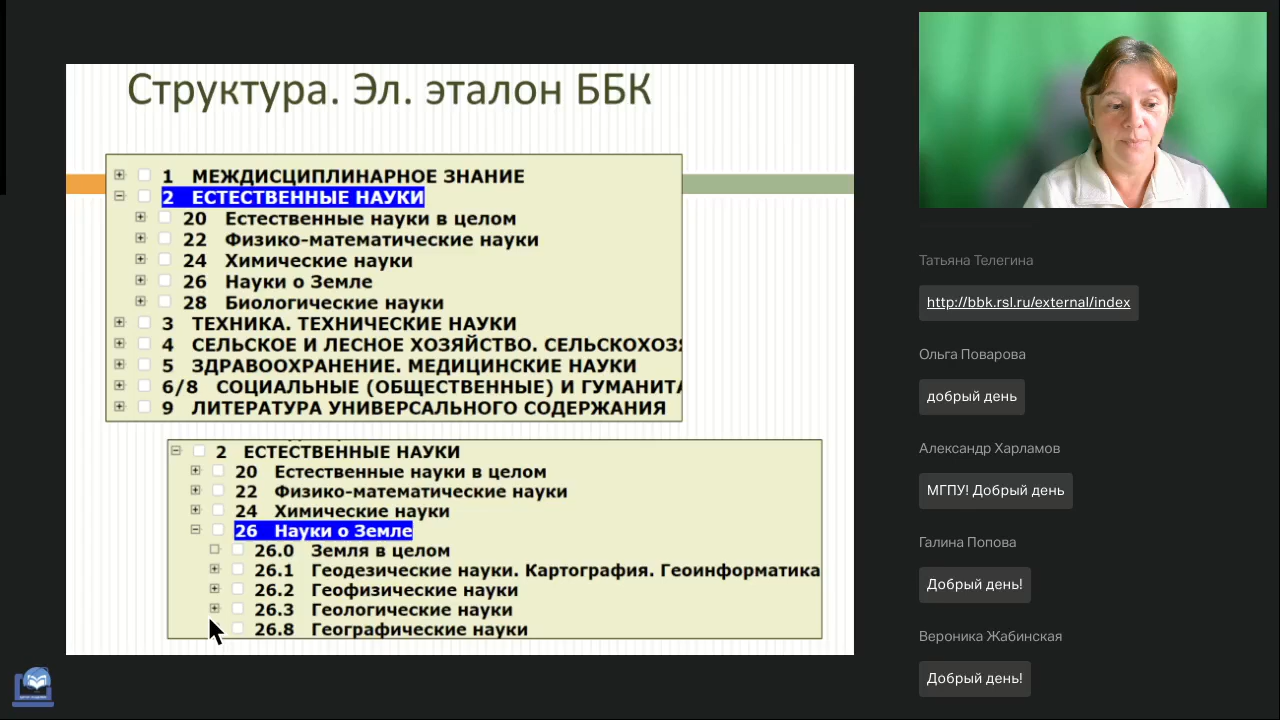 Структура. Эл. эталон ББК
1 МЕЖДИСЦИПЛИНАРНОЕ ЗНАНИЕ
2 ЕСТЕСТВЕННЫЕ НАУКИ
20 Естественные науки в целом
22 Физико-математические науки
24 Химические науки
26 Науки о Земле
28 Биологические науки
3 ТЕХНИКА. ТЕХНИЧЕСКИЕ НАУКИ
4 СЕЛЬСКОЕ И ЛЕСНОЕ ХОЗЯЙСТВО. СЕЛЬСКОХОЗЯ
5 ЗДРАВООХРАНЕНИЕ. МЕДИЦИНСКИЕ НАУКИ
6/8 СОЦИАЛЬНЫЕ (ОБЩЕСТВЕННЫЕ) И ГУМАНИТА
9 ЛИТЕРАТУРА УНИВЕРСАЛЬНОГО СОДЕРЖАНИЯ
2 ЕСТЕСТВЕННЫЕ НАУКИ
20 Естественные науки в целом
22 Физико-математические науки
24 Химические науки
26 Науки о Земле
26.0 Земля в целом
26.1 Геодезические науки. Картография. Геоинформатика
26.2 Геофизические науки
26.3 Геологические науки
26.8 Географические науки
Татьяна Телегина
http://bbk.rsl.ru/external/index
Ольга Поварова
добрый день
Александр Харламов
МГПУ! Добрый день
Галина Попова
Добрый день!
Вероника Жабинская
Добрый день!